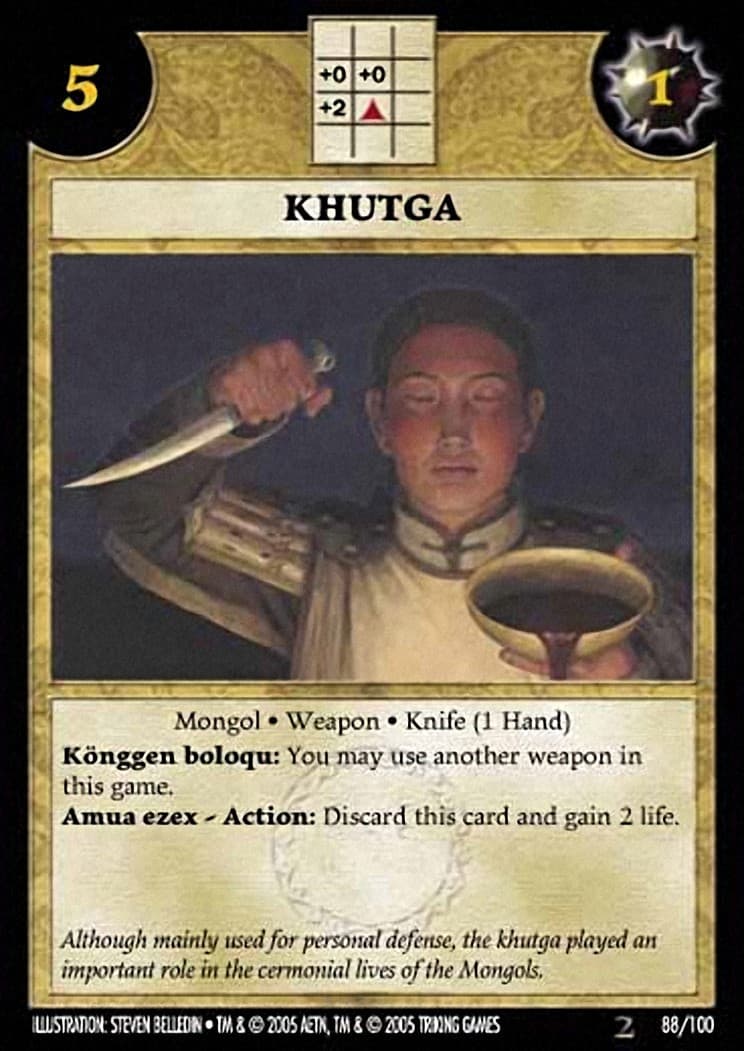 5
+0 +0
+2
1
KHUTGA
Mongol • Weapon • Knife (1 Hand)
Könggen boloqu: You may use another weapon in
this game.
Amua ezex - Action: Discard this card and gain 2 life.
Although mainly used for personal defense, the khutga played an
important role in the cermonial lives of the Mongols.
ILLUSTRATION: STEVEN BELLEDIN • TM & © 2005 AETN, TM & © 2005 TRIKING GAMES 2 88/100